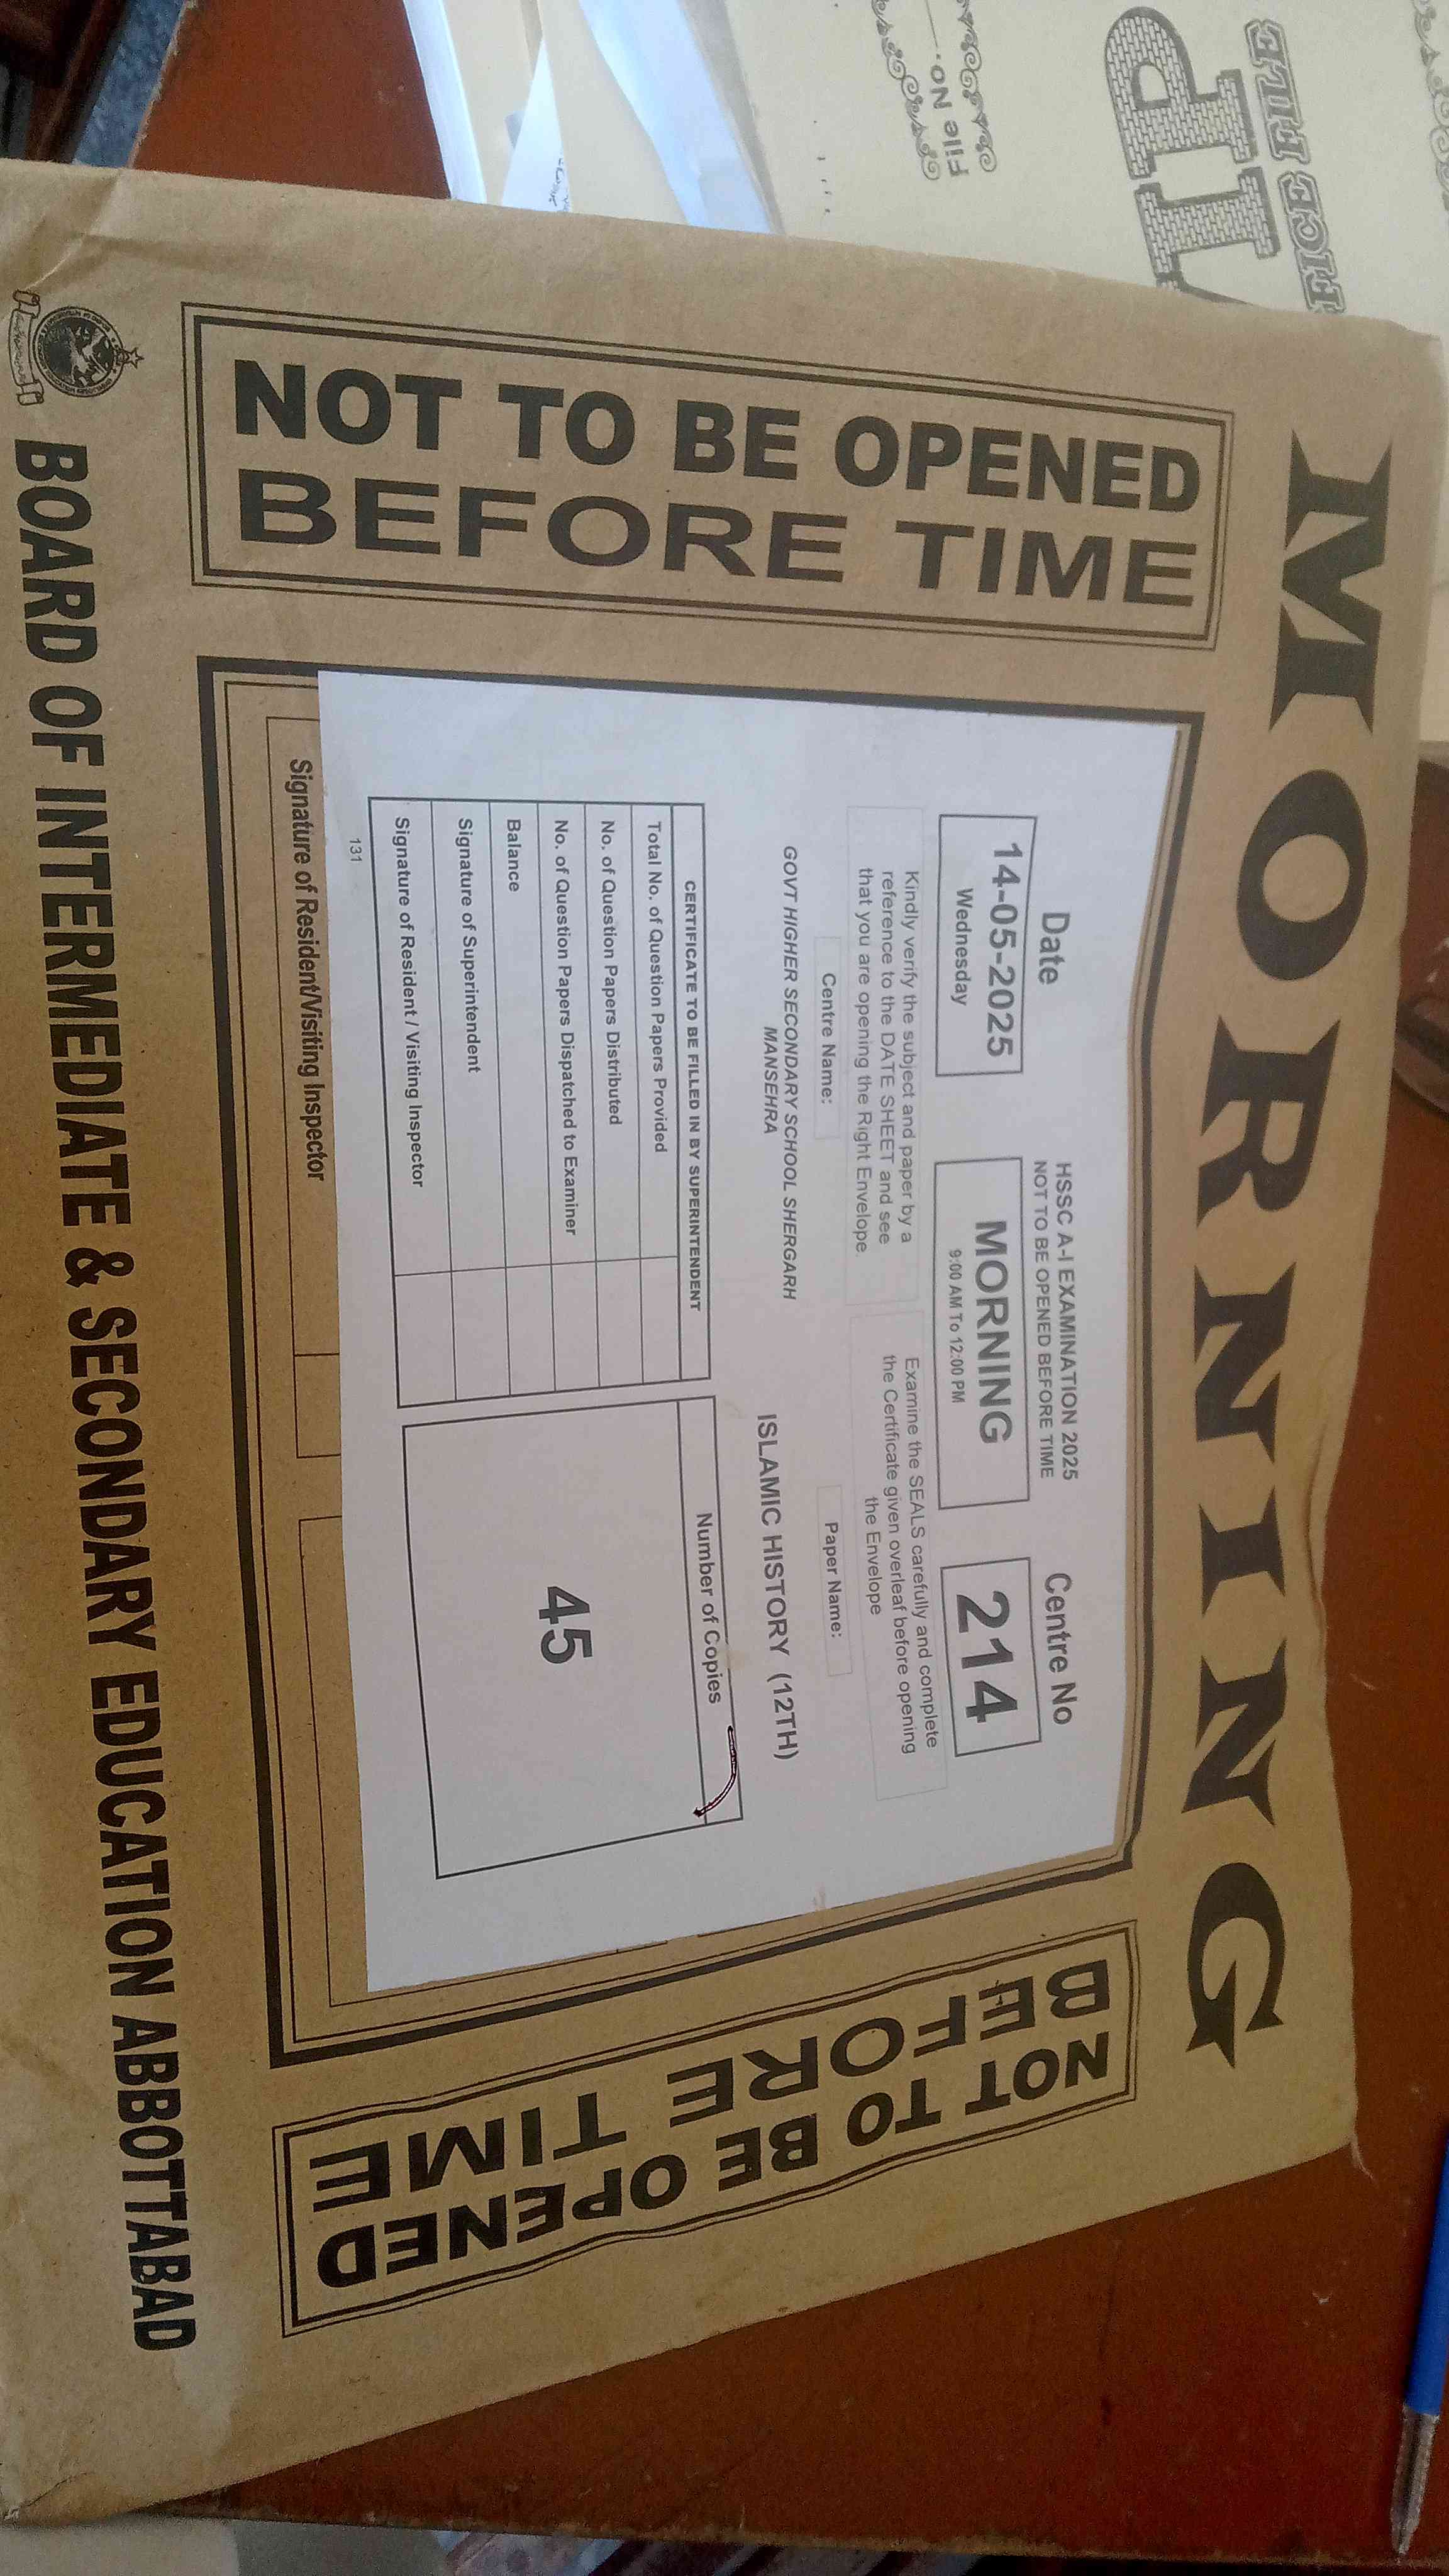 MORNING
NOT TO BE OPENED
BEFORE TIME
Date
14-05-2025
Wednesday
HSSC A-I EXAMINATION 2025
NOT TO BE OPENED BEFORE TIME
MORNING
9:00 AM To 12:00 PM
Centre No
214
Kindly verify the subject and paper by a
reference to the DATE SHEET and see
that you are opening the Right Envelope.
Examine the SEALS carefully and complete
the Certificate given overleaf before opening
the Envelope
Centre Name:
GOVT HIGHER SECONDARY SCHOOL SHERGARH
MANSEHRA
Paper Name:
ISLAMIC HISTORY (12TH)
CERTIFICATE TO BE FILLED IN BY SUPERINTENDENT
Total No. of Question Papers Provided
No. of Question Papers Distributed
No. of Question Papers Dispatched to Examiner
Balance
Signature of Superintendent
Signature of Resident / Visiting Inspector
Number of Copies
45
131
Signature of Resident/Visiting Inspector
NOT TO BE OPENED
BEFORE TIME
BOARD OF INTERMEDIATE & SECONDARY EDUCATION ABBOTTABAD
File No.